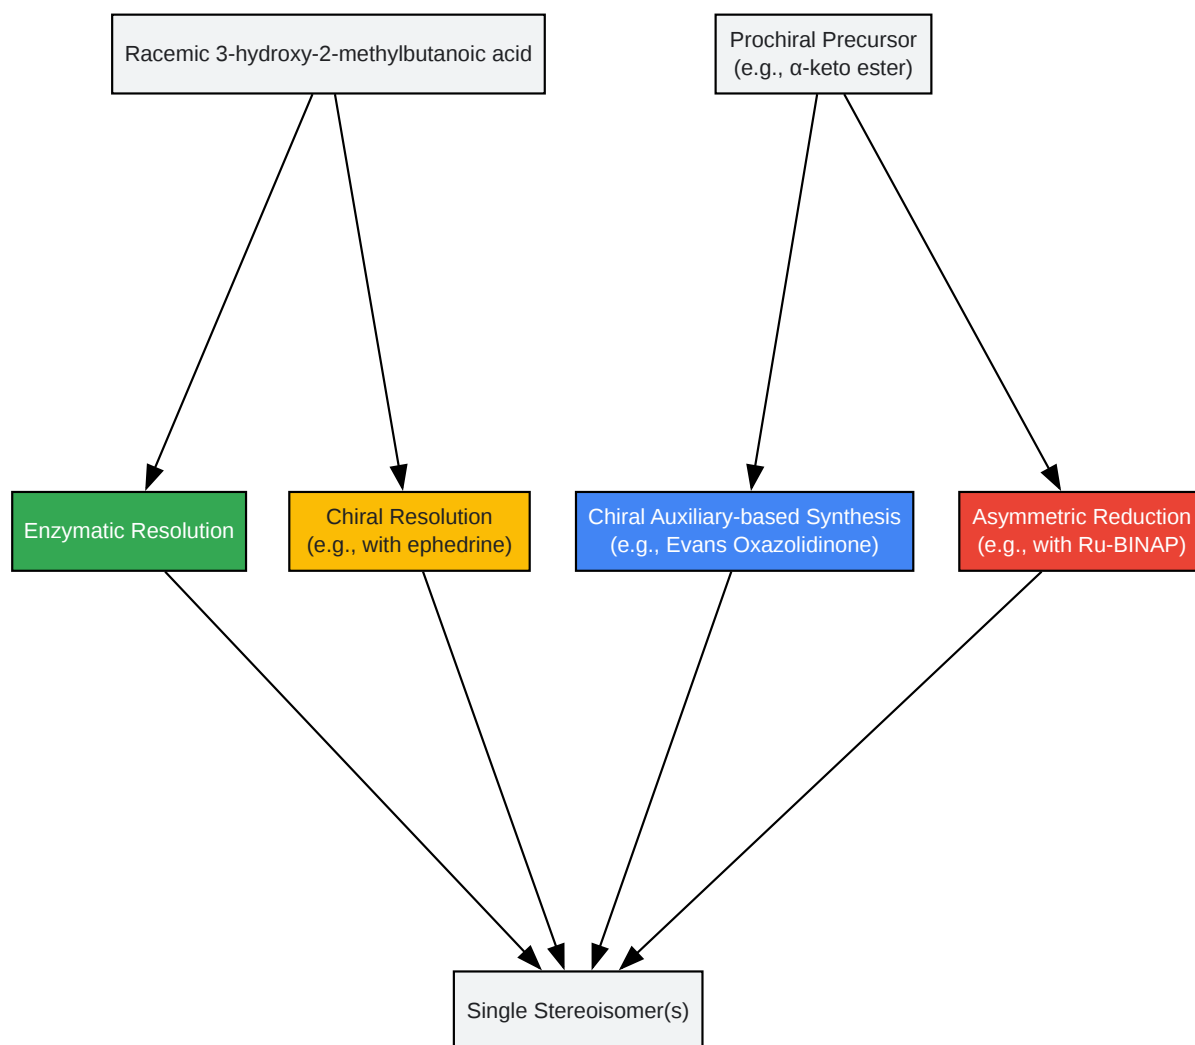 Racemic 3-hydroxy-2-methylbutanoic acid
Prochiral Precursor
(e.g., α-keto ester)
Enzymatic Resolution
Chiral Resolution
(e.g., with ephedrine)
Chiral Auxiliary-based Synthesis
(e.g., Evans Oxazolidinone)
Asymmetric Reduction
(e.g., with Ru-BINAP)
Single Stereoisomer(s)